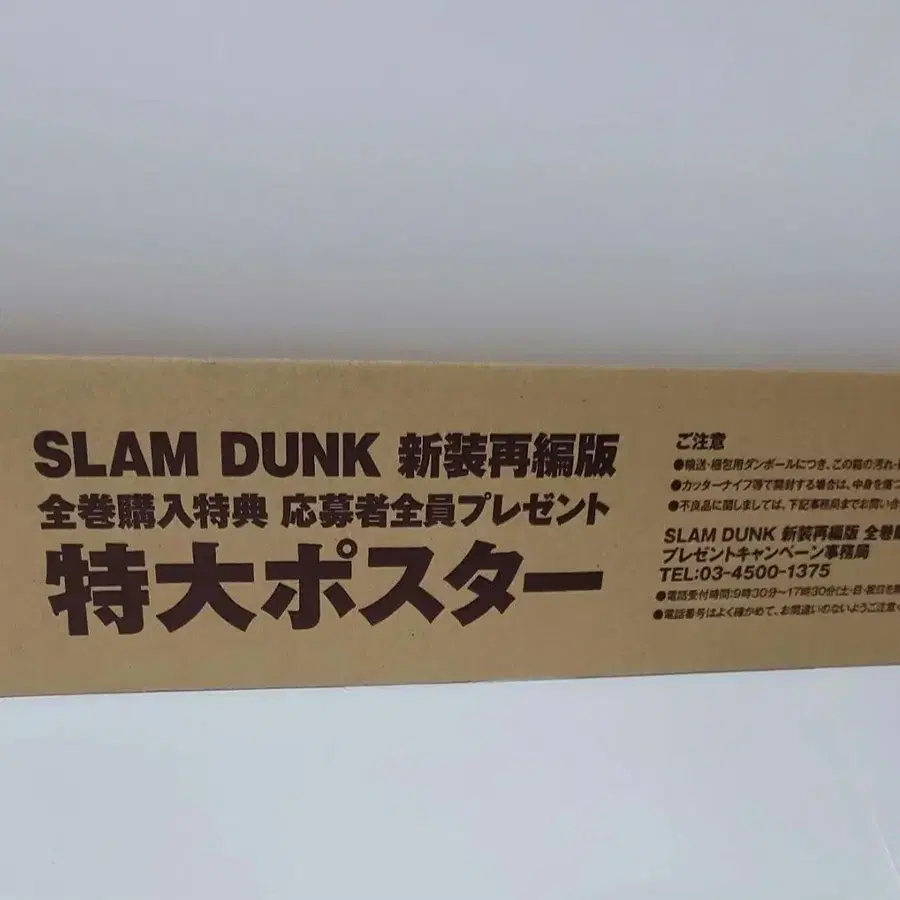 SLAM DUNK 新装再編版
全巻購入特典 応募者全員プレゼント
特大ポスター
ご注意
●輸送・梱包用ダンボールにつき、この箱の汚れ・
●カッターナイフ等で開封する場合は、中身を傷つ
●不良品に関しましては、下記事務局までお問い合
SLAM DUNK 新装再編版 全巻購
プレゼントキャンペーン事務局
TEL:03-4500-1375
●電話受付時間:9時30分〜17時30分(土・日・祝日を除
●電話番号はよく確かめて、お間違いのないようご注意く